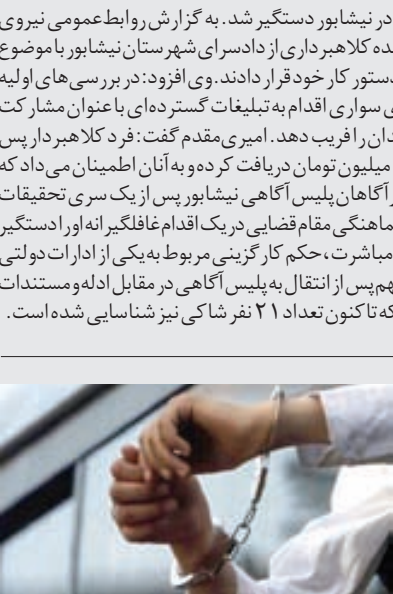 در نیشابور دستگیر شد. به گزارش روابط‌عمومی نیروی
ده کلاهبرداری از دادسرای شهرستان نیشابور با موضوع
ستور کار خود قرار دادند. وی افزود: در بررسی‌های اولیه
ی سواری اقدام به تبلیغات گسترده‌ای با عنوان مشارکت
دان را فریب دهد. امیری‌مقدم گفت: فرد کلاهبردار پس
میلیون تومان دریافت کرده و به آنان اطمینان می‌داد که
ر آگاهان پلیس آگاهی نیشابور پس از یک سری تحقیقات
ماهنگی مقام قضایی در یک اقدام غافلگیرانه او را دستگیر
مباشرت، حکم کارگزینی مربوط به یکی از ادارات دولتی
هم پس از انتقال به پلیس آگاهی در مقابل ادله و مستندات
که تا کنون تعداد ۲۱ نفر شاکی نیز شناسایی شده است.